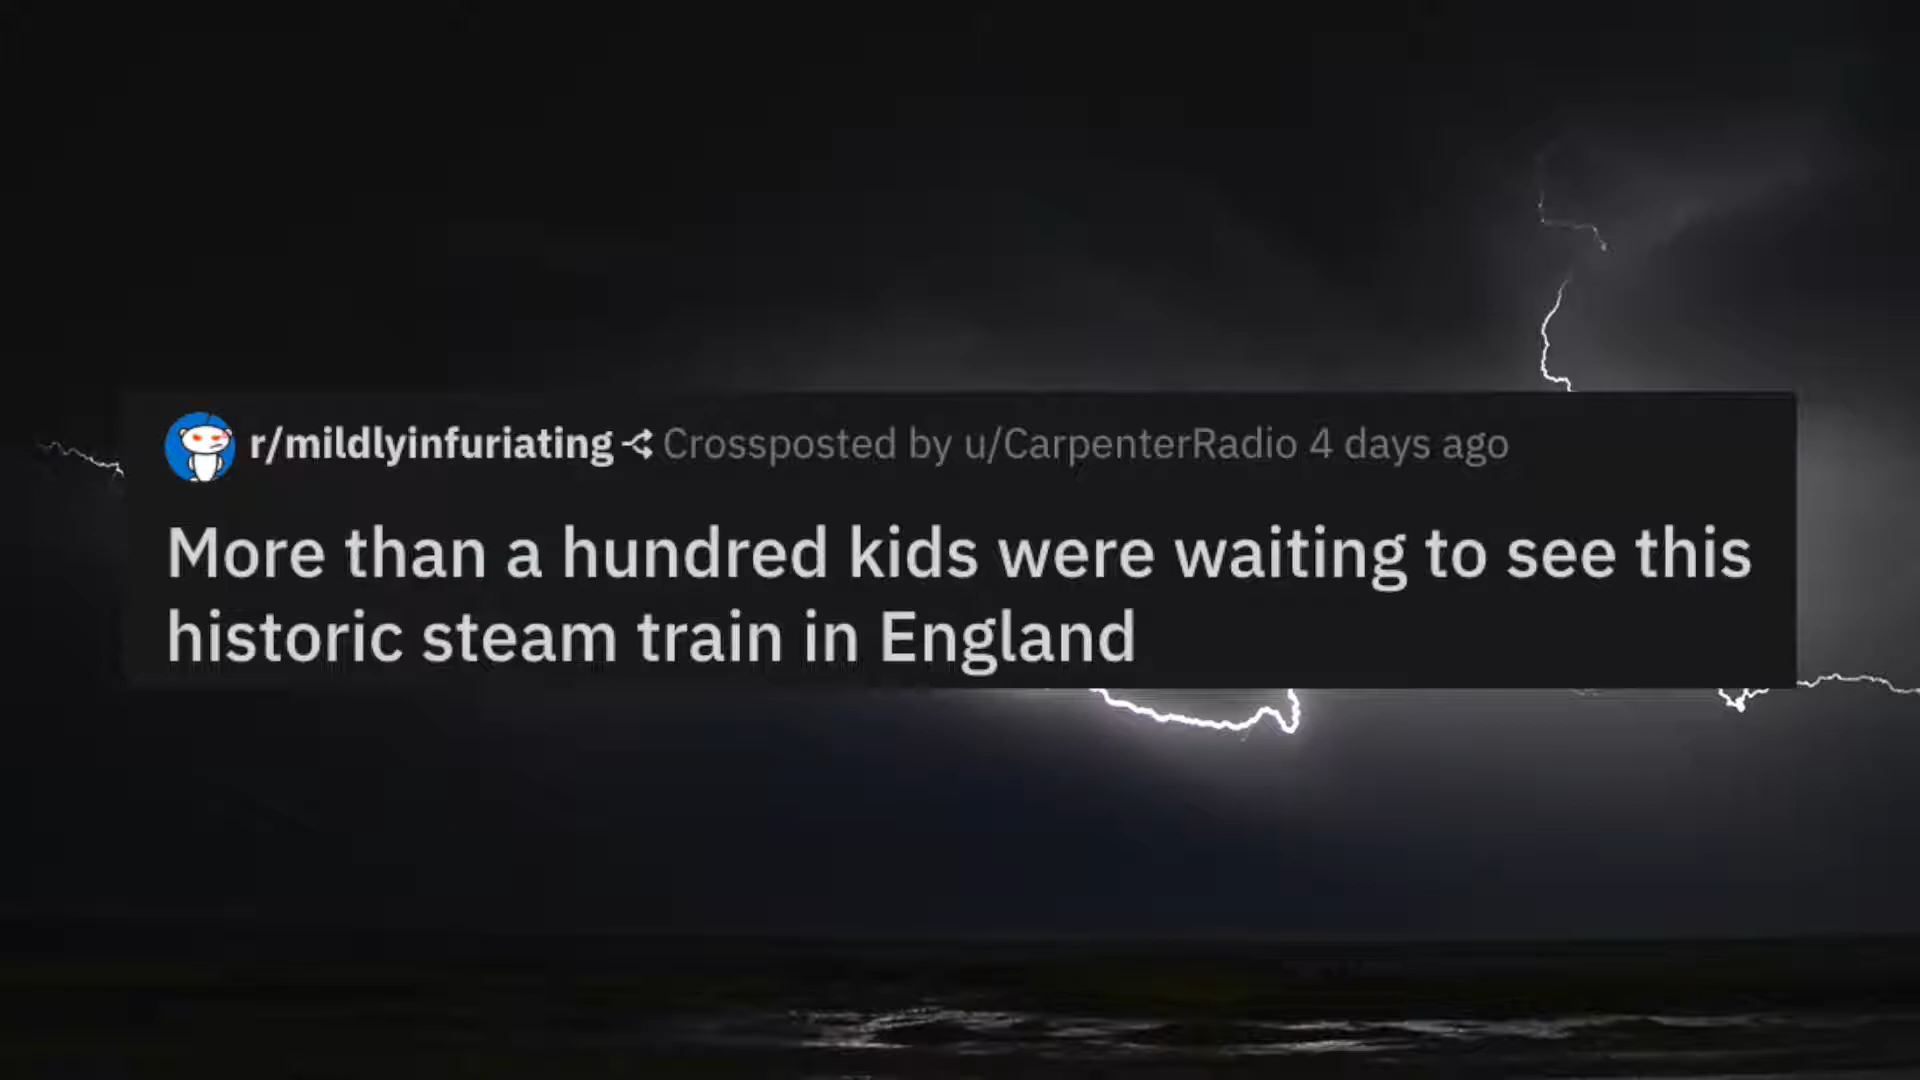 r/mildlyinfuriating Crossposted by u/CarpenterRadio 4 days ago
More than a hundred kids were waiting to see this
historic steam train in England